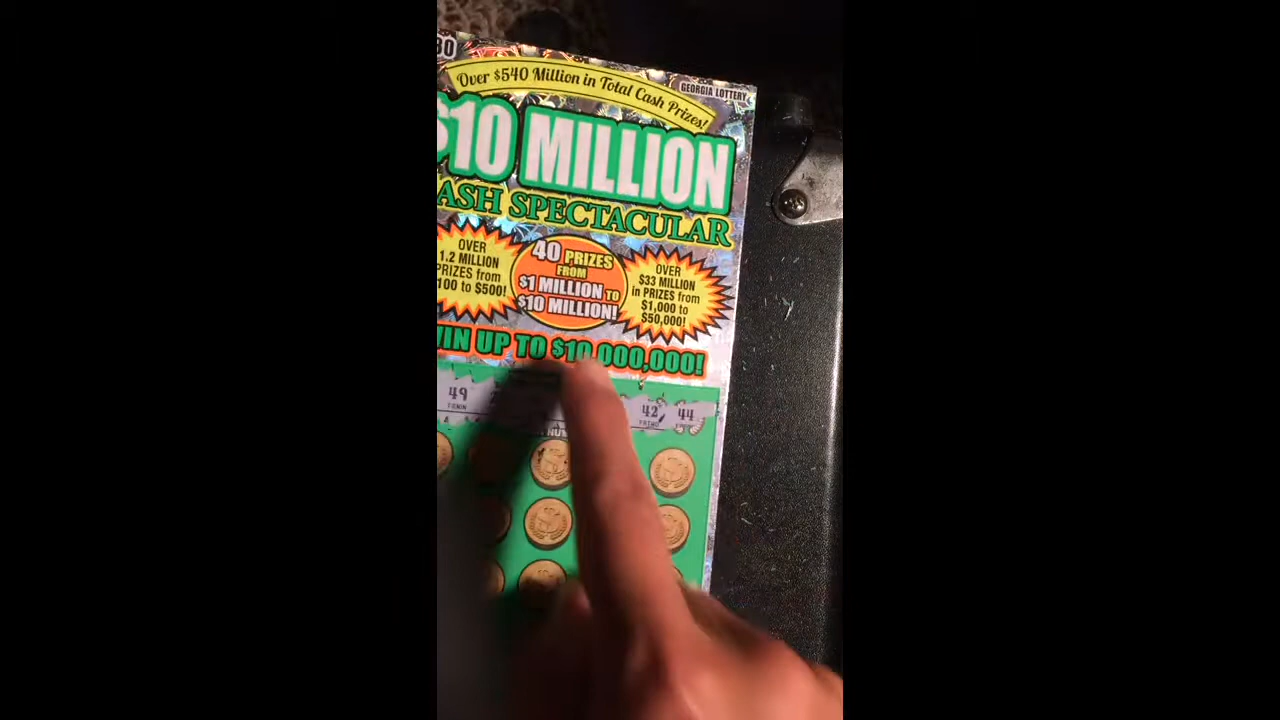 30
Over $540 Million in Total Cash Prizes!
GEORGIA LOTTERY
$10 MILLION
ASH SPECTACULAR
OVER
1.2 MILLION
PRIZES from
100 to $500!
40 PRIZES
FROM
$1 MILLION TO
$10 MILLION!
OVER
$33 MILLION
in PRIZES from
$1,000 to
$50,000!
IN UP TO $10,000,000!
49 42 44